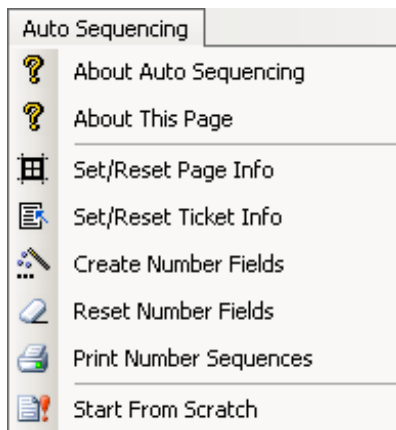 Auto Sequencing
About Auto Sequencing
About This Page
Set/Reset Page Info
Set/Reset Ticket Info
Create Number Fields
Reset Number Fields
Print Number Sequences
Start From Scratch